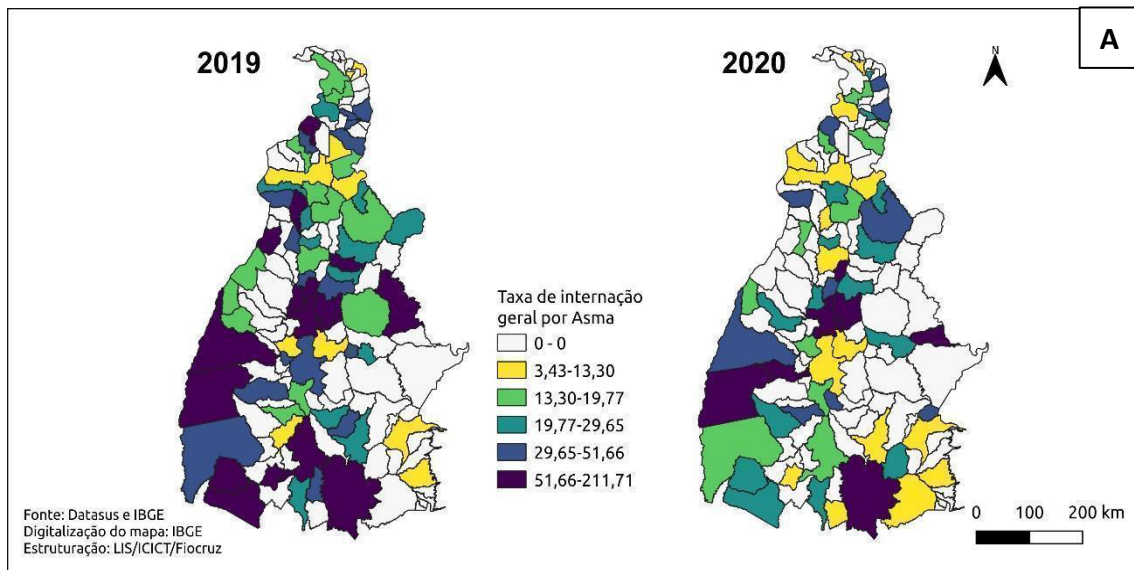 A
2019
2020
N
Taxa de internação
geral por Asma
0 - 0
3,43-13,30
13,30-19,77
19,77-29,65
29,65-51,66
51,66-211,71
Fonte: Datasus e IBGE
Digitalização do mapa: IBGE
Estruturação: LIS/ICICT/Fiocruz
0 100 200 km